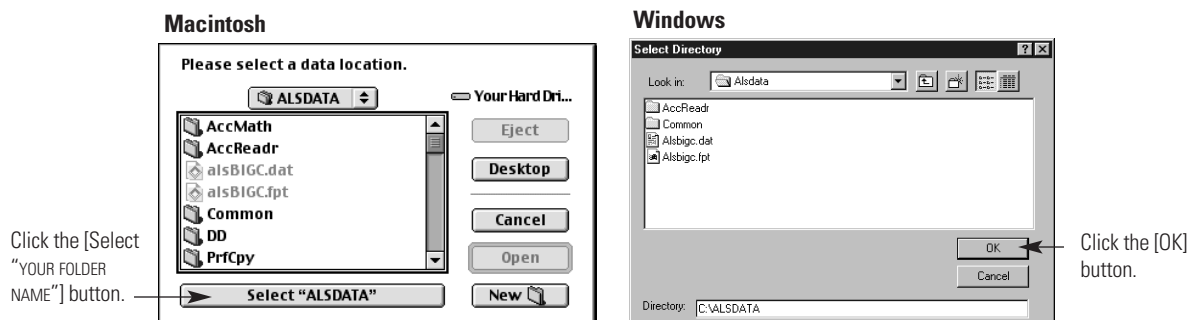 Macintosh
Please select a data location.
ALSDATA
Your Hard Dri...
AccMath
AccReadr
alsBIGC.dat
alsBIGC.fpt
Common
DD
PrfCpy
Eject
Desktop
Cancel
Open
Select “ALSDATA”
New
Click the [Select
“YOUR FOLDER
NAME”] button.
Windows
Select Directory
Look in: Alsdata
AccReadr
Common
Alsbigc.dat
Alsbigc.fpt
OK
Cancel
Directory: C:\ALSDATA
Click the [OK]
button.